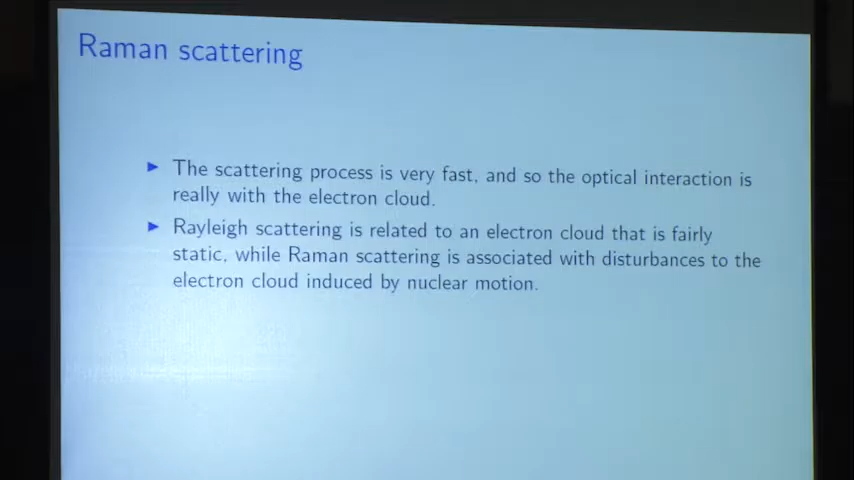 Raman scattering
▶ The scattering process is very fast, and so the optical interaction is
really with the electron cloud.
▶ Rayleigh scattering is related to an electron cloud that is fairly
static, while Raman scattering is associated with disturbances to the
electron cloud induced by nuclear motion.